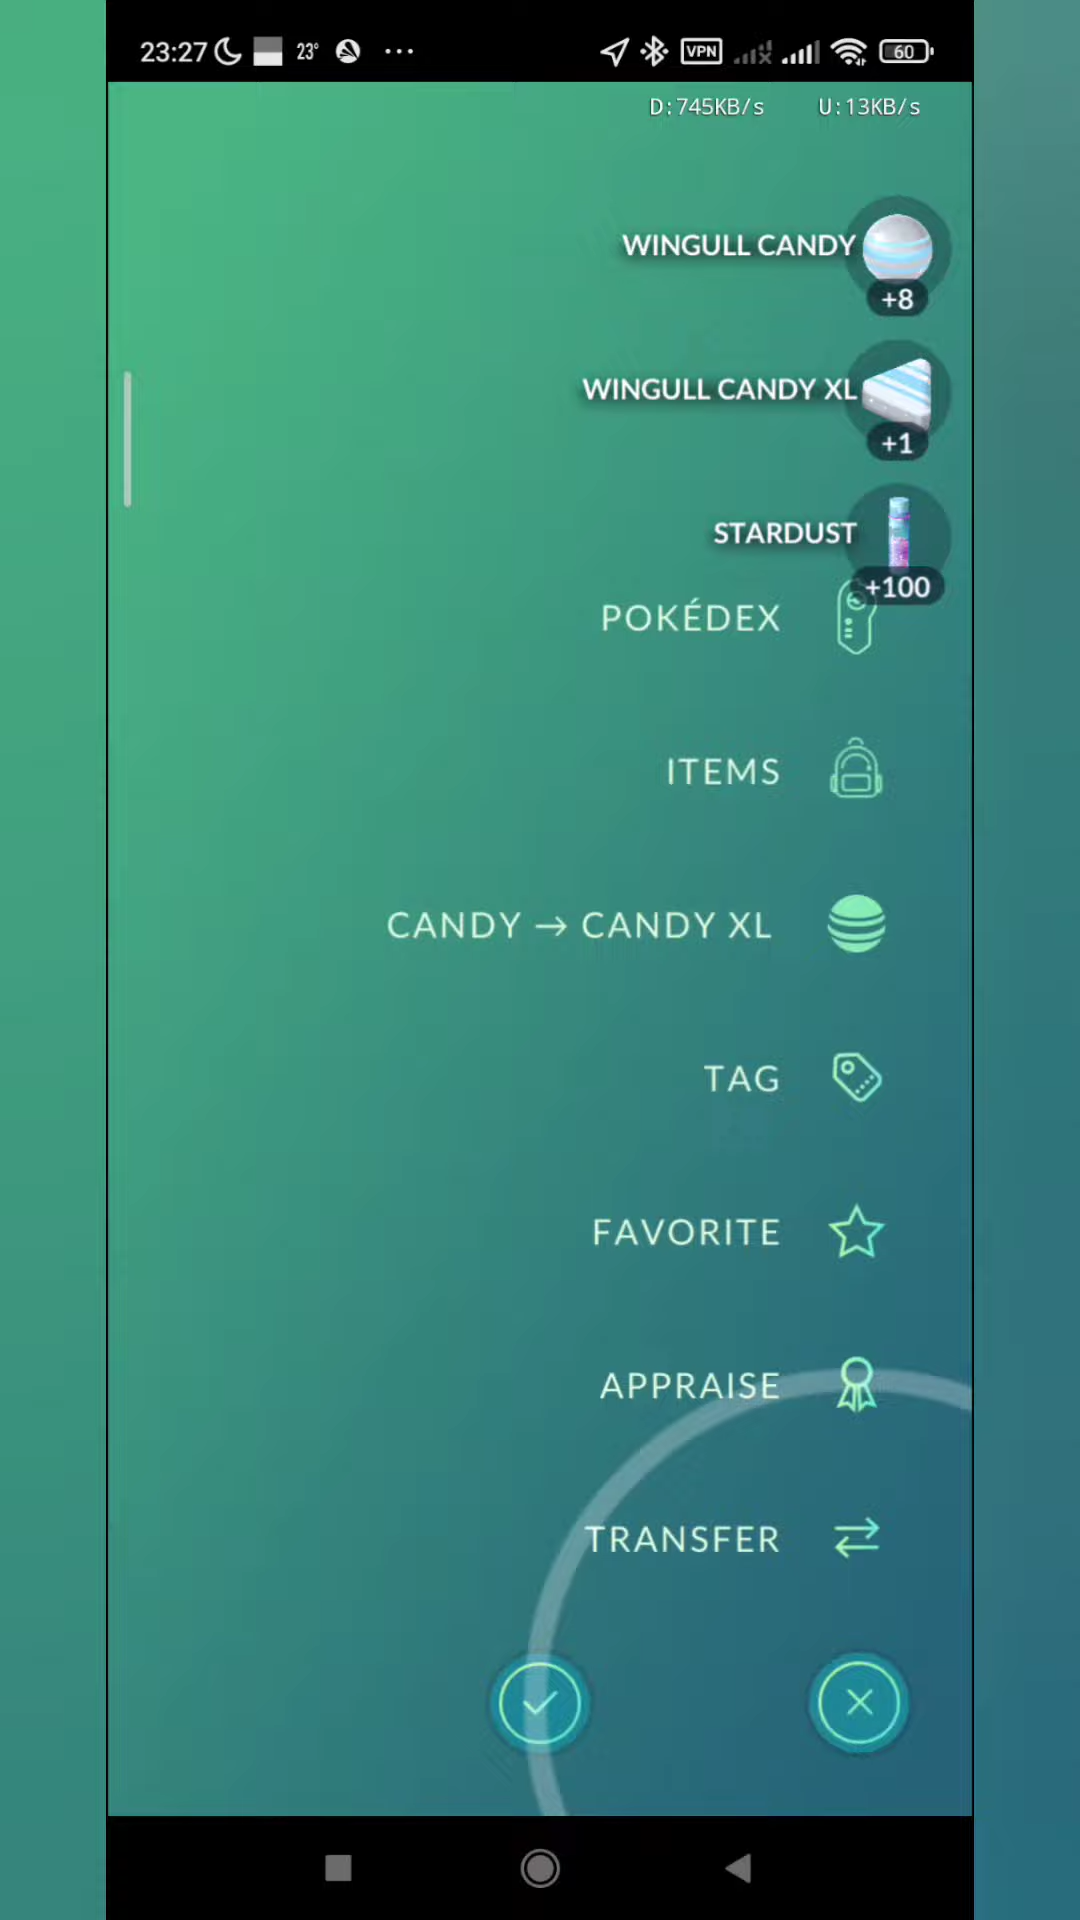 23:27 23° ... VPN 60
D:745KB/s U:13KB/s
WINGULL CANDY
+8
WINGULL CANDY XL
+1
STARDUST
+100
POKÉDEX
ITEMS
CANDY → CANDY XL
TAG
FAVORITE
APPRAISE
TRANSFER